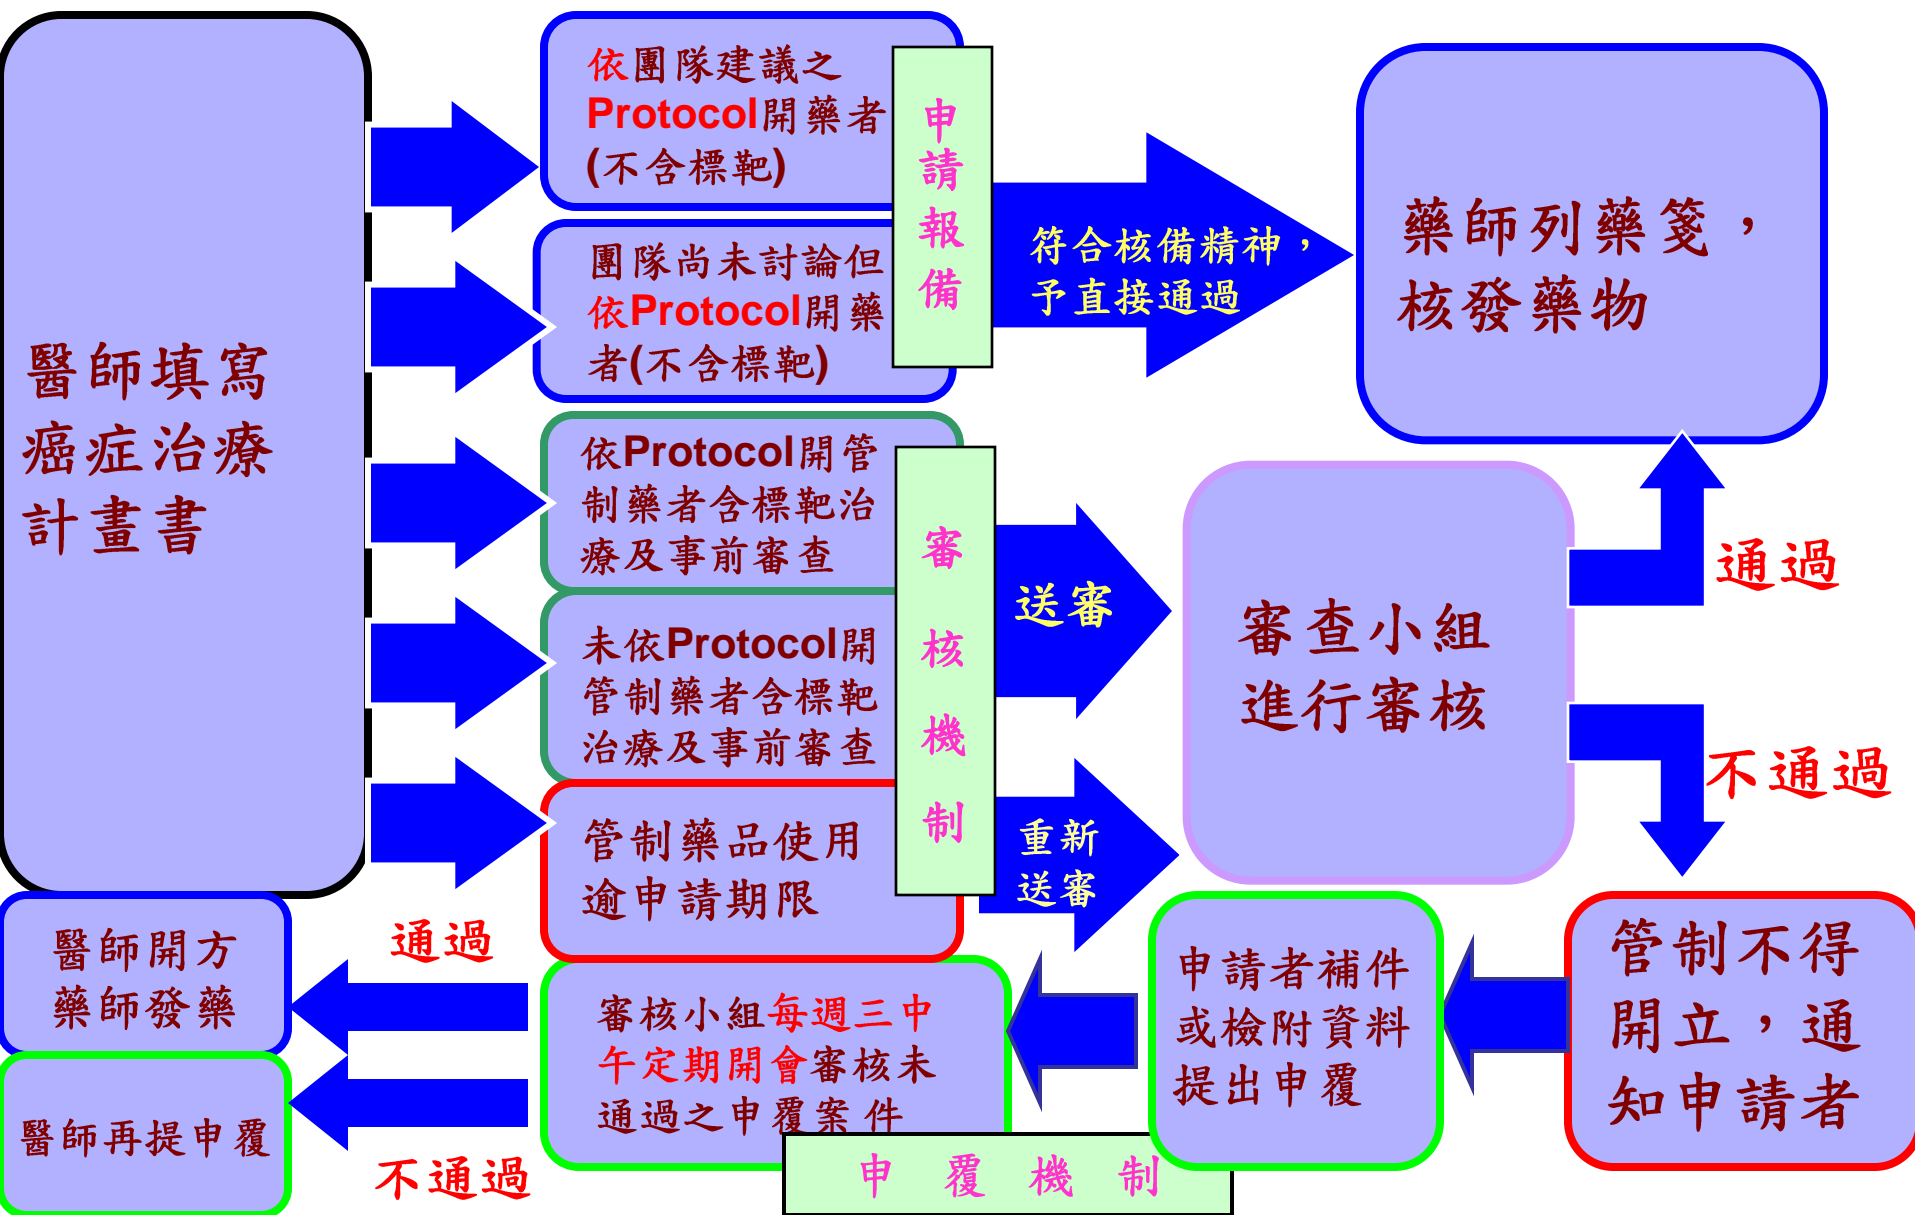 醫師填寫
癌症治療
計畫書
依團隊建議之
Protocol開藥者
(不含標靶)
團隊尚未討論但
依Protocol開藥
者(不含標靶)
申請報備
符合核備精神，
予直接通過
藥師列藥箋，
核發藥物
依Protocol開管
制藥者含標靶治
療及事前審查
未依Protocol開
管制藥者含標靶
治療及事前審查
管制藥品使用
逾申請期限
審核機制
送審
重新
送審
審查小組
進行審核
通過
不通過
管制不得
開立，通
知申請者
申請者補件
或檢附資料
提出申覆
審核小組每週三中
午定期開會審核未
通過之申覆案件
申覆機制
通過
不通過
醫師開方
藥師發藥
醫師再提申覆